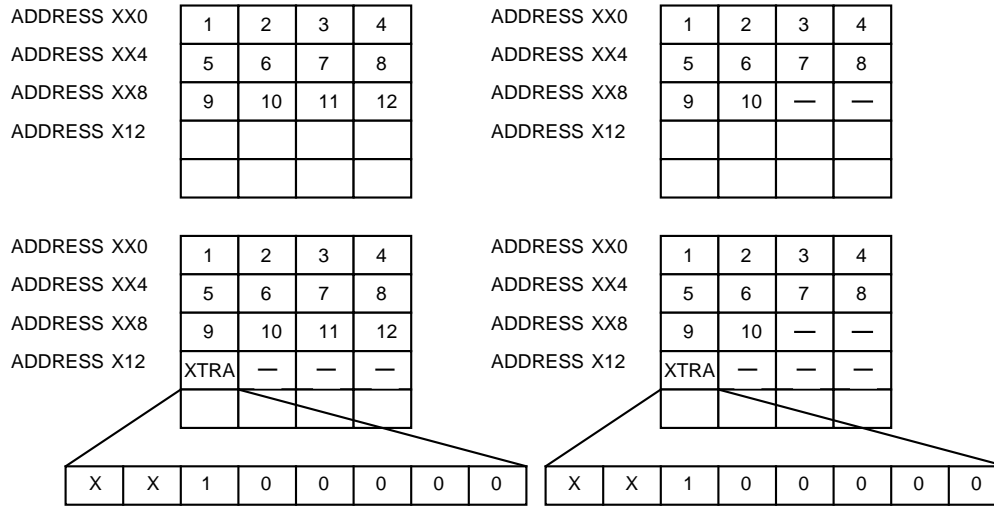 ADDRESS XX0 1 2 3 4
ADDRESS XX4 5 6 7 8
ADDRESS XX8 9 10 11 12
ADDRESS X12
ADDRESS XX0 1 2 3 4
ADDRESS XX4 5 6 7 8
ADDRESS XX8 9 10 — —
ADDRESS X12
ADDRESS XX0 1 2 3 4
ADDRESS XX4 5 6 7 8
ADDRESS XX8 9 10 11 12
ADDRESS X12 XTRA — — —
X X 1 0 0 0 0 0
ADDRESS XX0 1 2 3 4
ADDRESS XX4 5 6 7 8
ADDRESS XX8 9 10 — —
ADDRESS X12 XTRA — — —
X X 1 0 0 0 0 0